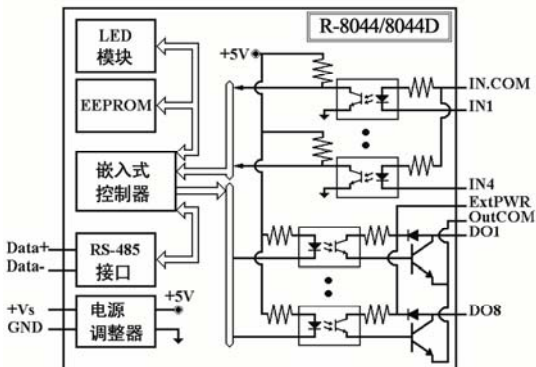 R-8044/8044D
LED
模块
EEPROM
嵌入式
控制器
RS-485
接口
电源
调整器
Data+
Data-
+Vs
GND
+5V
+5V
IN.COM
IN1
IN4
ExtPWR
OutCOM
DO1
DO8